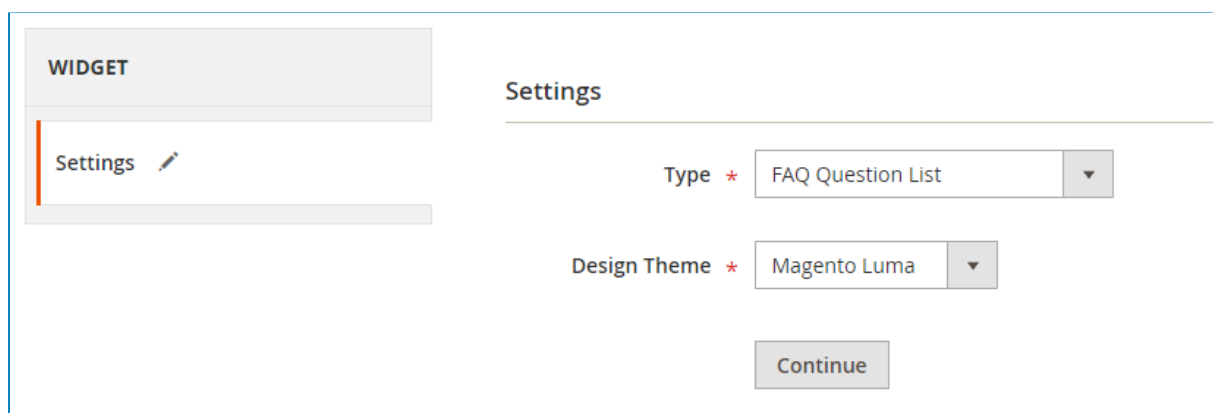 WIDGET
Settings
Settings
Type * FAQ Question List
Design Theme * Magento Luma
Continue